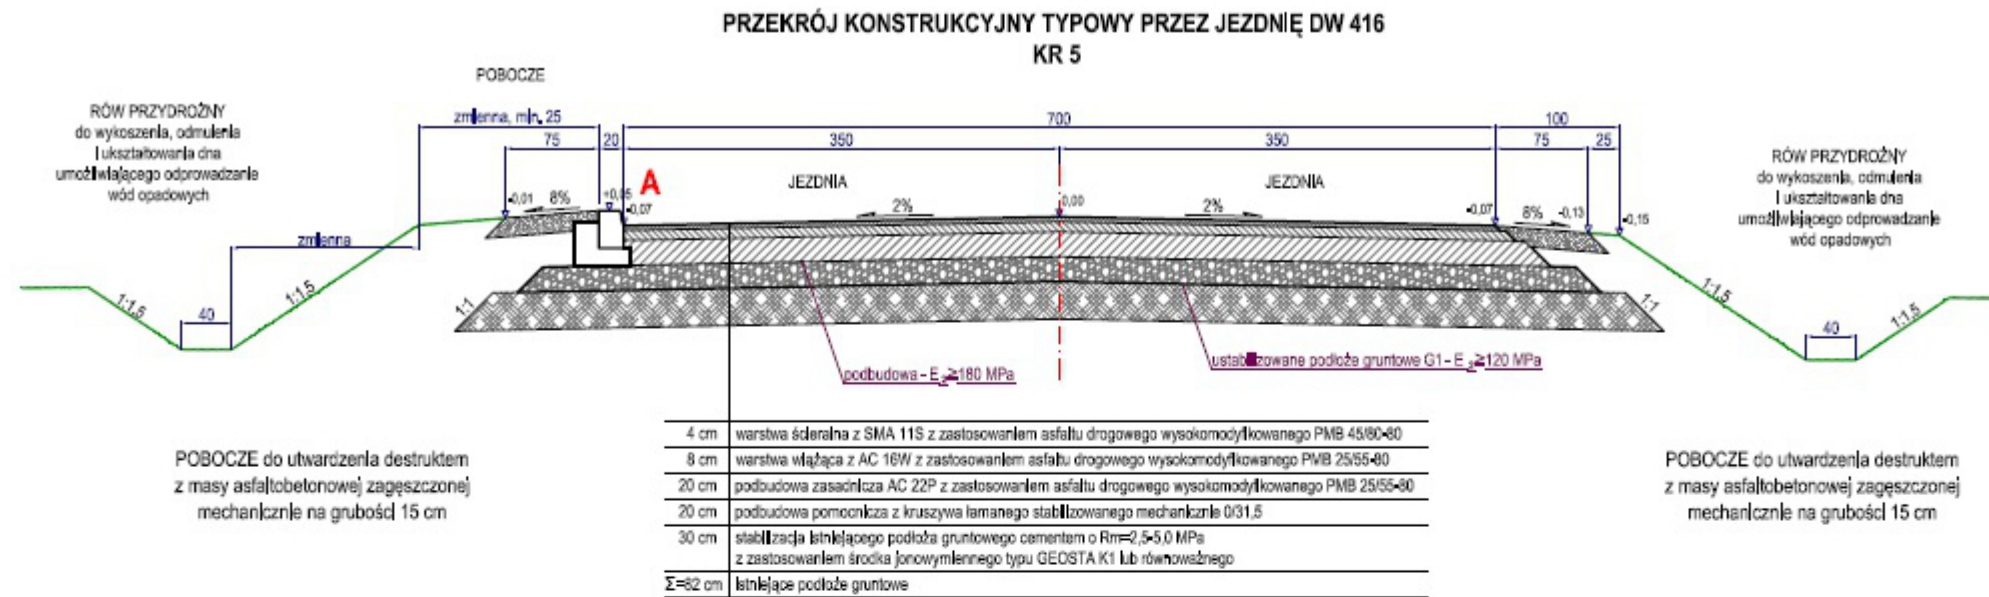 PRZEKRÓJ KONSTRUKCYJNY TYPOWY PRZEZ JEZDNIĘ DW 416
KR 5
POBOCZE
RÓW PRZYDROŻNY
do wykoszenia, odmulenia
i ukształtowania dna
umożliwiającego odprowadzanie
wód opadowych
zmienna, min. 25
75
20
700
350
350
100
75
25
RÓW PRZYDROŻNY
do wykoszenia, odmulenia
i ukształtowania dna
umożliwiającego odprowadzanie
wód opadowych
A
JEZDNIA
JEZDNIA
-0,01
8%
+0,05
-0,07
2%
0,00
2%
-0,07
8%
-0,13
-0,15
zmienna
1:1,5
40
1:1,5
1:1
1:1
1:1,5
40
1:1,5
podbudowa - E2≥180 MPa
ustabilizowane podłoże gruntowe G1 - E2≥120 MPa
4 cm warstwa ścieralna z SMA 11S z zastosowaniem asfaltu drogowego wysokomodyfikowanego PMB 45/80-80
8 cm warstwa wiążąca z AC 16W z zastosowaniem asfaltu drogowego wysokomodyfikowanego PMB 25/55-80
20 cm podbudowa zasadnicza AC 22P z zastosowaniem asfaltu drogowego wysokomodyfikowanego PMB 25/55-80
20 cm podbudowa pomocnicza z kruszywa łamanego stabilizowanego mechanicznie 0/31,5
30 cm stabilizacja istniejącego podłoża gruntowego cementem o Rm=2,5-5,0 MPa
z zastosowaniem środka jonowymiennego typu GEOSTA K1 lub równoważnego
Σ=82 cm istniejące podłoże gruntowe
POBOCZE do utwardzenia destruktem
z masy asfaltobetonowej zagęszczonej
mechanicznie na grubości 15 cm
POBOCZE do utwardzenia destruktem
z masy asfaltobetonowej zagęszczonej
mechanicznie na grubości 15 cm